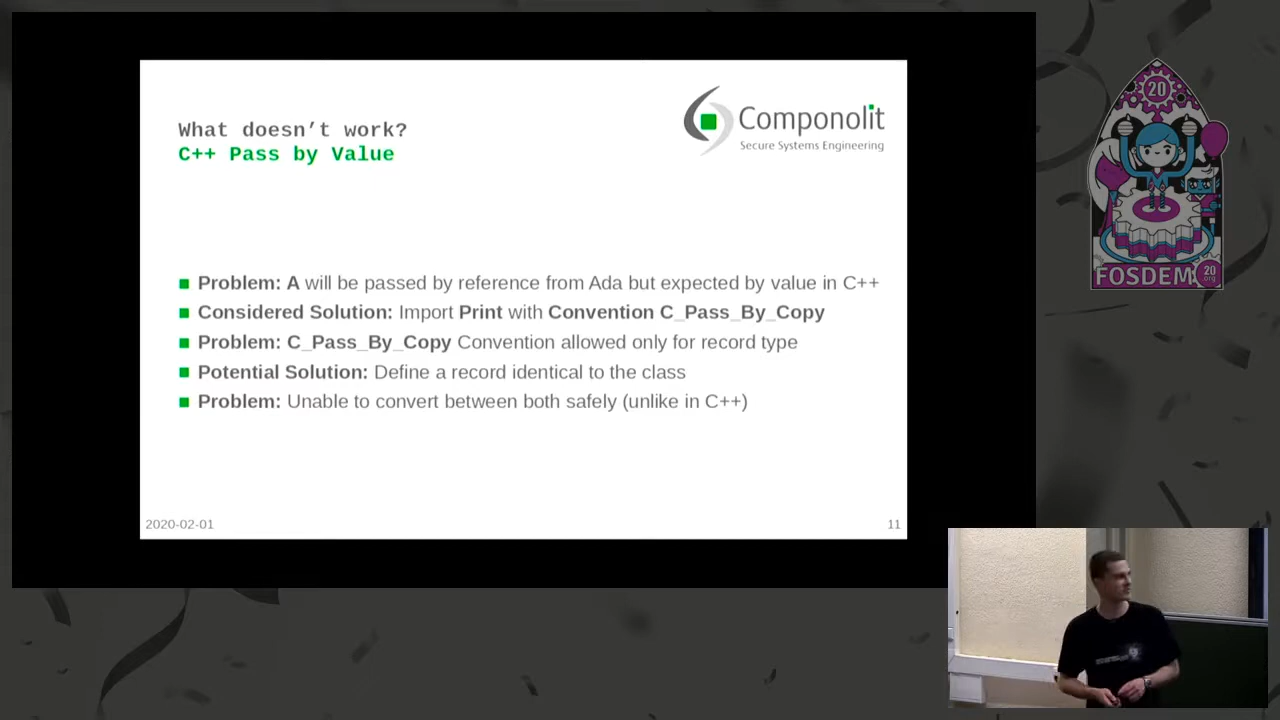 What doesn't work?
C++ Pass by Value
Componolit
Secure Systems Engineering
Problem: A will be passed by reference from Ada but expected by value in C++
Considered Solution: Import Print with Convention C_Pass_By_Copy
Problem: C_Pass_By_Copy Convention allowed only for record type
Potential Solution: Define a record identical to the class
Problem: Unable to convert between both safely (unlike in C++)
2020-02-01
11
20
FOSDEM
20
.org